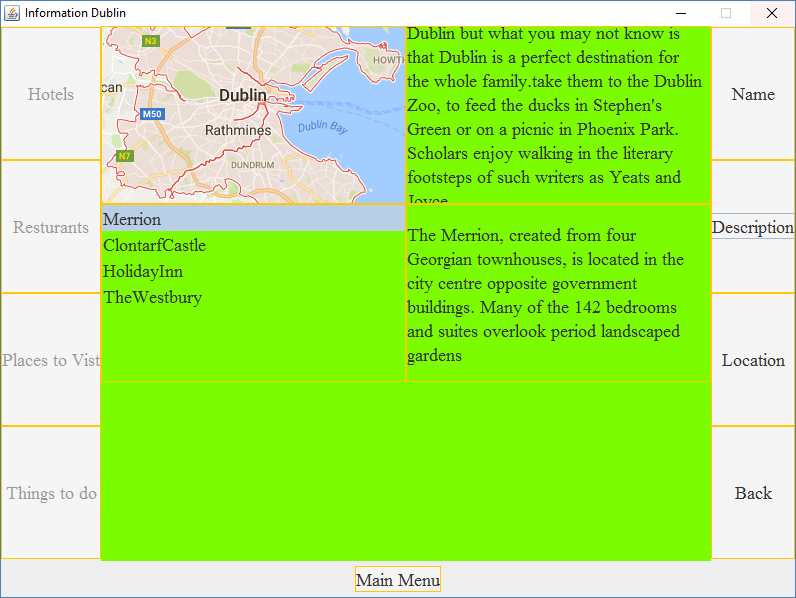 Information Dublin
Hotels
Resturants
Places to Vist
Things to do
N3
HOWTH
can
Dublin
M50
Rathmines
Dublin Bay
N7
DUNDRUM
Dublin but what you may not know is
that Dublin is a perfect destination for
the whole family.take them to the Dublin
Zoo, to feed the ducks in Stephen's
Green or on a picnic in Phoenix Park.
Scholars enjoy walking in the literary
footsteps of such writers as Yeats and
Joyce
Merrion
ClontarfCastle
HolidayInn
TheWestbury
The Merrion, created from four
Georgian townhouses, is located in the
city centre opposite government
buildings. Many of the 142 bedrooms
and suites overlook period landscaped
gardens
Name
Description
Location
Back
Main Menu